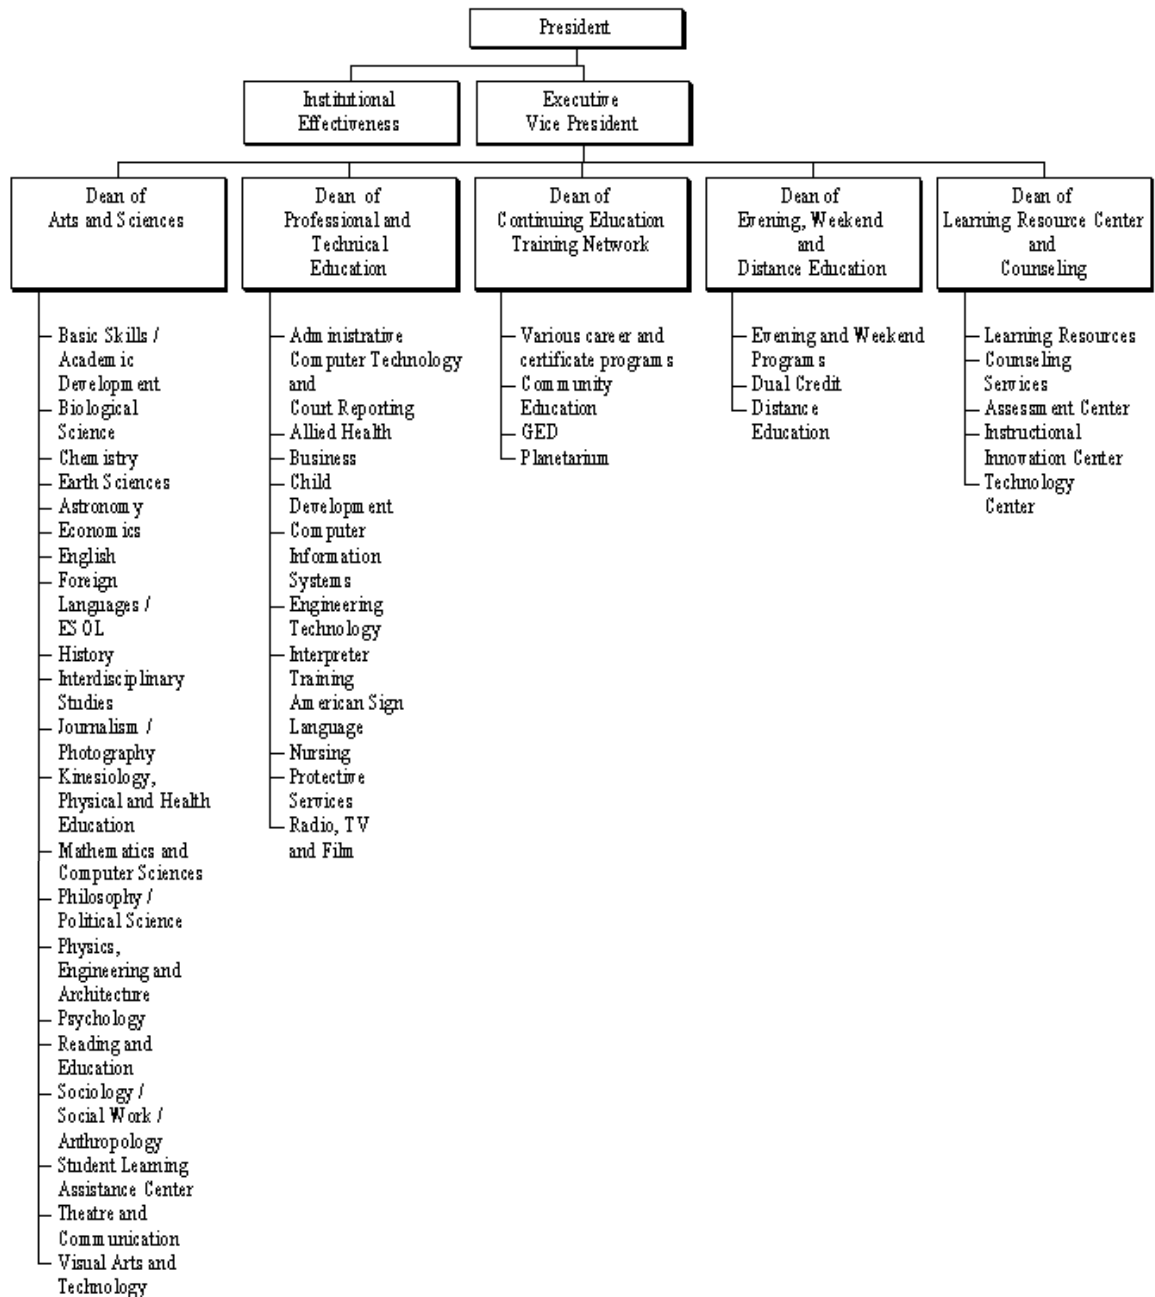 President
Institutional
Effectiveness
Executive
Vice President
Dean of
Arts and Sciences
Dean of
Professional and
Technical
Education
Dean of
Continuing Education
Training Network
Dean of
Evening, Weekend
and
Distance Education
Dean of
Learning Resource Center
and
Counseling
Basic Skills /
Academic
Development
Biological
Science
Chemistry
Earth Sciences
Astronomy
Economics
English
Foreign
Languages /
ESOL
History
Interdisciplinary
Studies
Journalism /
Photography
Kinesiology,
Physical and Health
Education
Mathematics and
Computer Sciences
Philosophy /
Political Science
Physics,
Engineering and
Architecture
Psychology
Reading and
Education
Sociology /
Social Work /
Anthropology
Student Learning
Assistance Center
Theatre and
Communication
Visual Arts and
Technology
Administrative
Computer Technology
and
Court Reporting
Allied Health
Business
Child
Development
Computer
Information
Systems
Engineering
Technology
Interpreter
Training
American Sign
Language
Nursing
Protective
Services
Radio, TV
and Film
Various career and
certificate programs
Community
Education
GED
Planetarium
Evening and Weekend
Programs
Dual Credit
Distance
Education
Learning Resources
Counseling
Services
Assessment Center
Instructional
Innovation Center
Technology
Center